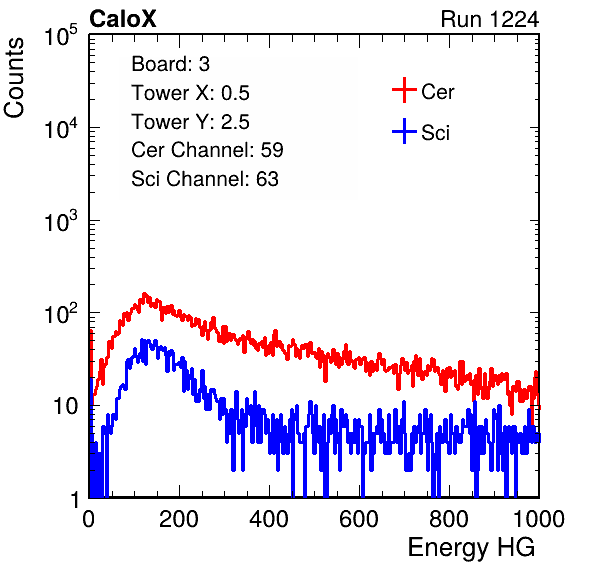 CaloX Run 1224
Counts
10^5
10^4
10^3
10^2
10
1
Board: 3
Tower X: 0.5
Tower Y: 2.5
Cer Channel: 59
Sci Channel: 63
Cer
Sci
0 200 400 600 800 1000
Energy HG